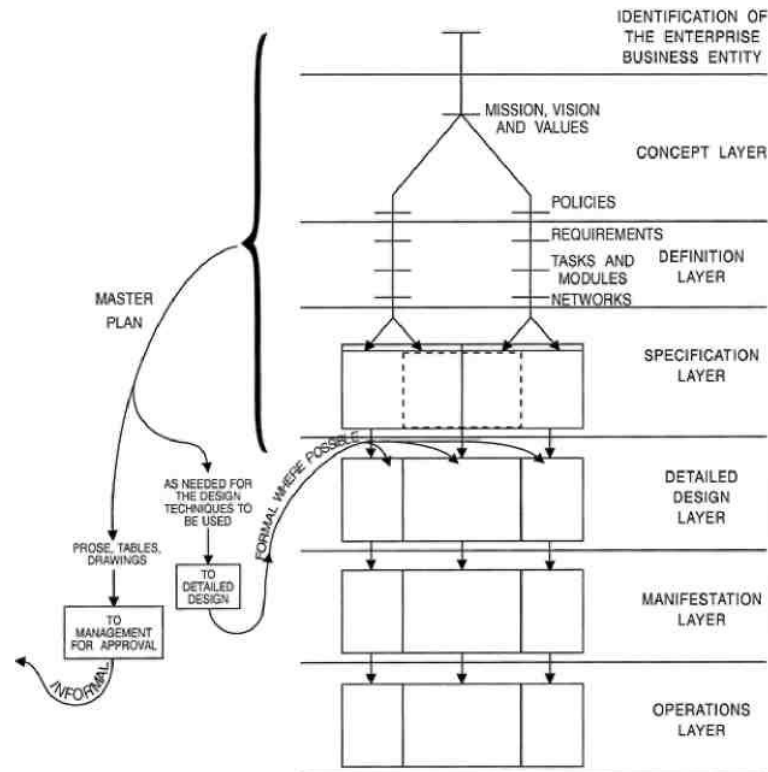 IDENTIFICATION OF
THE ENTERPRISE
BUSINESS ENTITY
MISSION, VISION
AND VALUES
CONCEPT LAYER
POLICIES
REQUIREMENTS
TASKS AND
MODULES
NETWORKS
DEFINITION
LAYER
MASTER
PLAN
SPECIFICATION
LAYER
FORMAL WHERE POSSIBLE
AS NEEDED FOR
THE DESIGN
TECHNIQUES TO
BE USED
DETAILED
DESIGN
LAYER
PROSE, TABLES,
DRAWINGS
TO
DETAILED
DESIGN
TO
MANAGEMENT
FOR APPROVAL
MANIFESTATION
LAYER
INFORMAL
OPERATIONS
LAYER